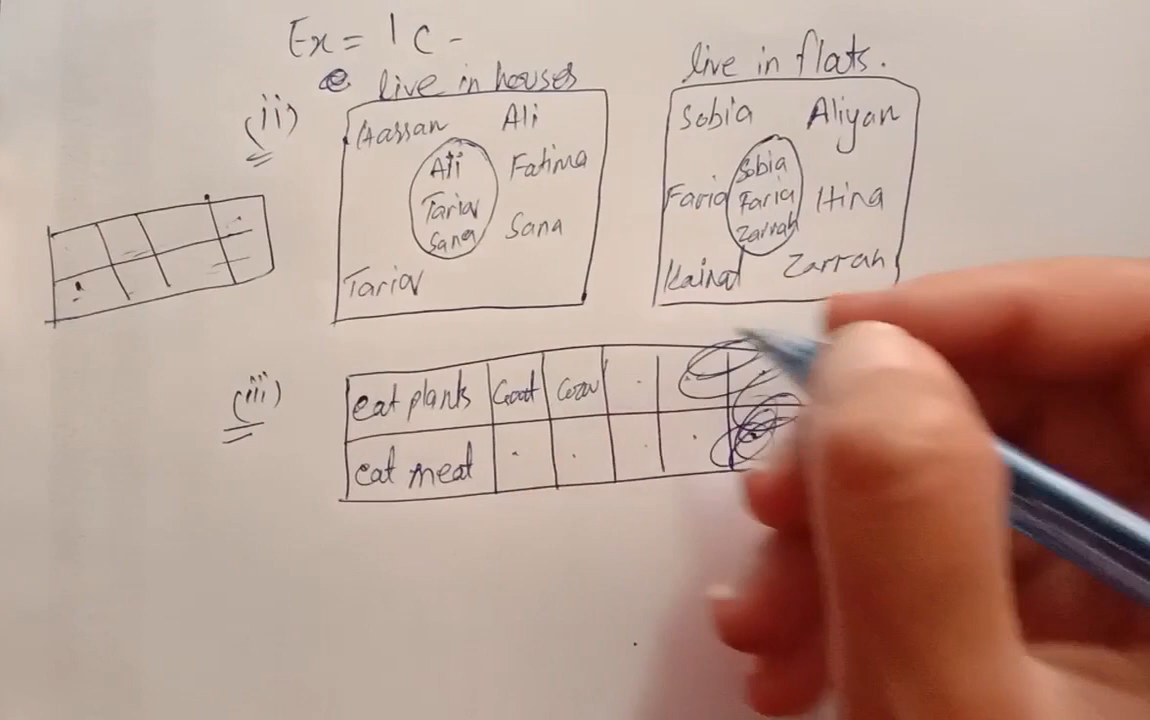 Ex = 1 C -
live in houses
live in flats.
(ii)
Hassan Ali
Ali
Fatima
Tariq
Sana
Sana
Tariq
Sobia Aliyan
Sobia
Faria
Faria
Hina
Zarrah
Kainat
Zarrah
(iii)
eat plants Goat Cow
eat meat